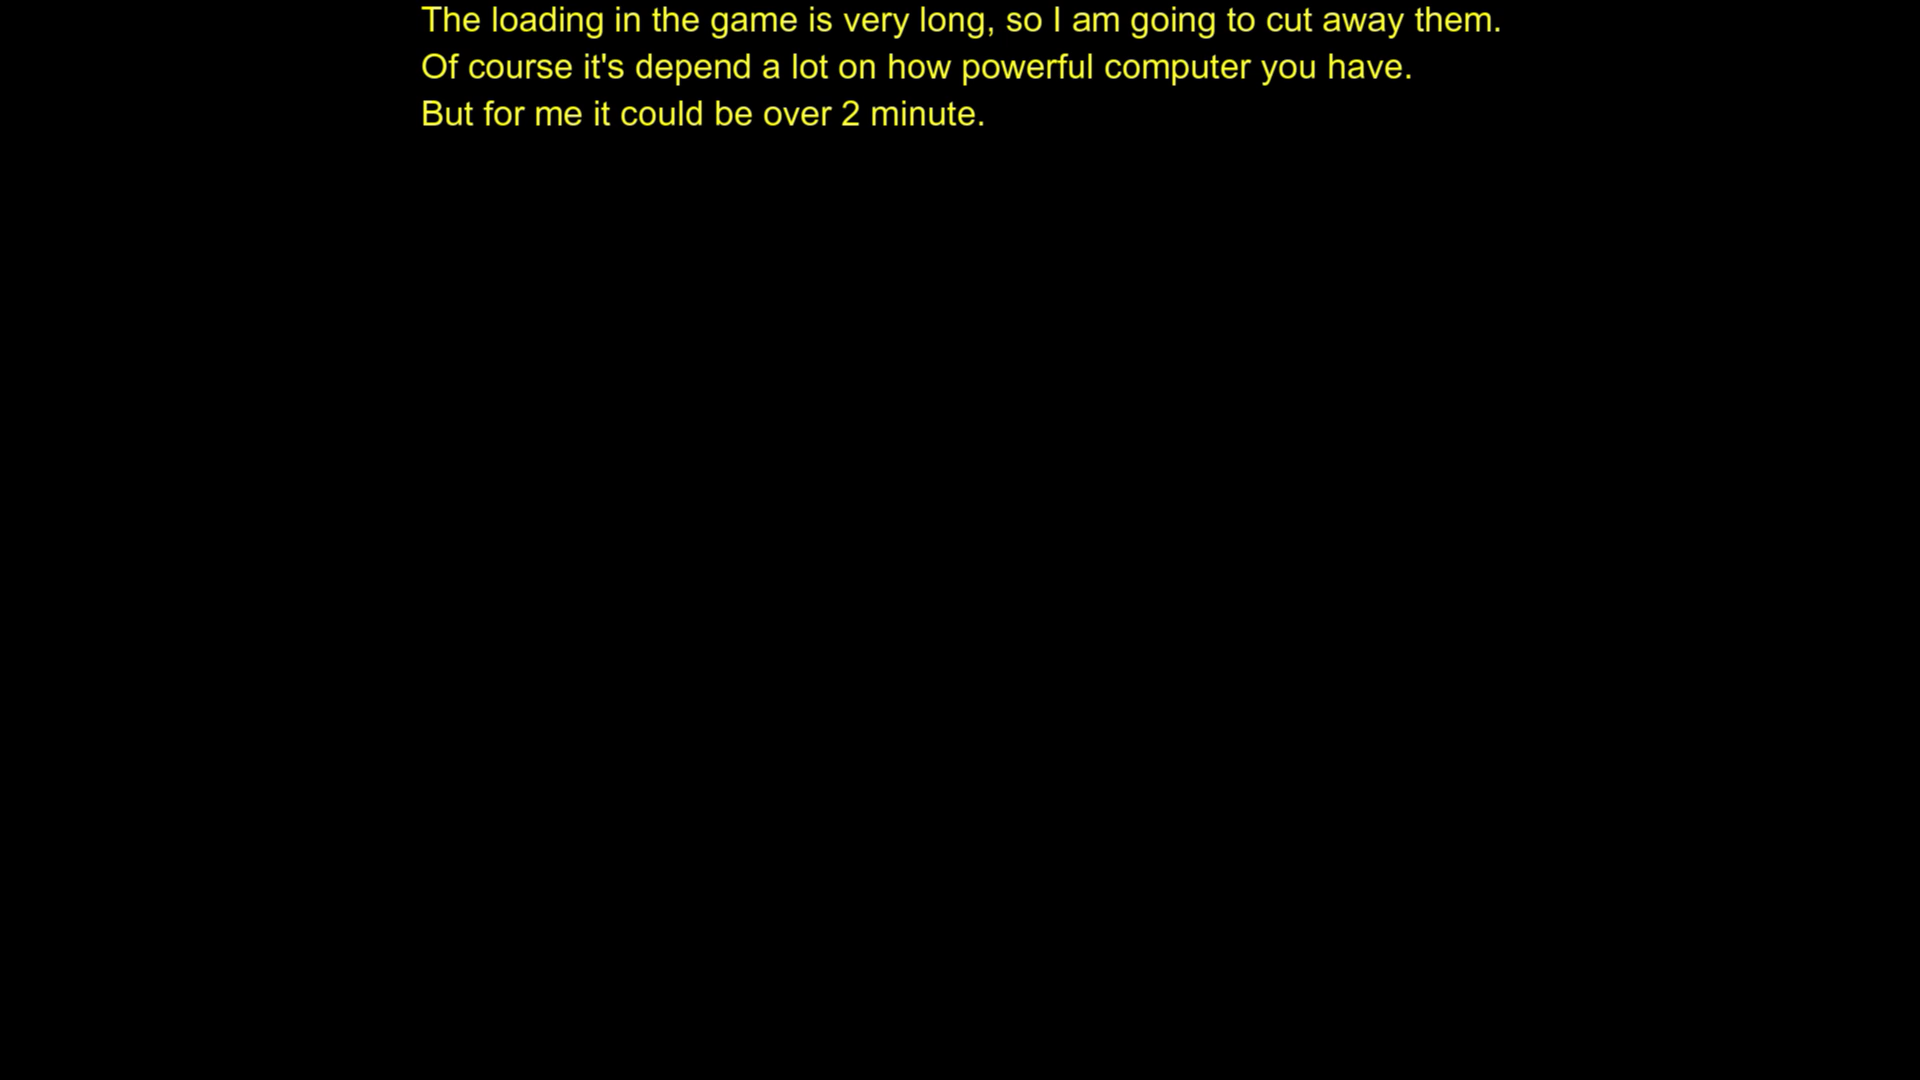 The loading in the game is very long, so I am going to cut away them.
Of course it's depend a lot on how powerful computer you have.
But for me it could be over 2 minute.